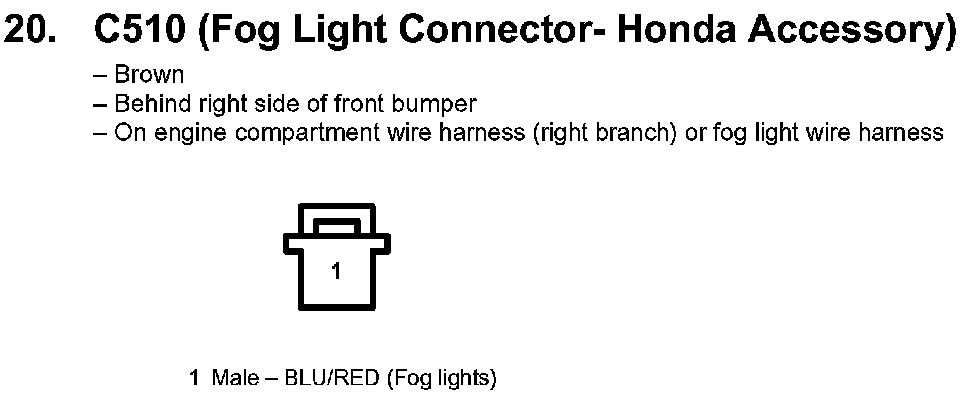 20. C510 (Fog Light Connector- Honda Accessory)
– Brown
– Behind right side of front bumper
– On engine compartment wire harness (right branch) or fog light wire harness
1
1 Male – BLU/RED (Fog lights)